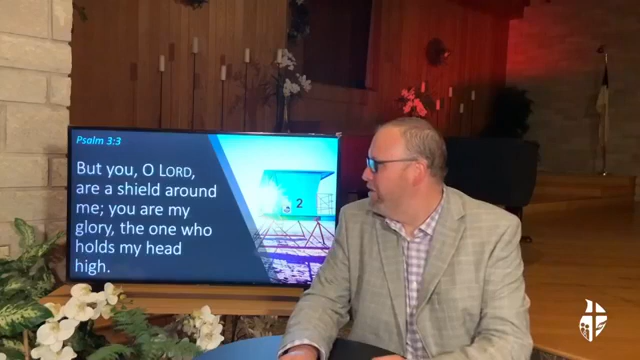 Psalm 3:3
But you, O LORD,
are a shield around
me; you are my
glory, the one who
holds my head
high.
2